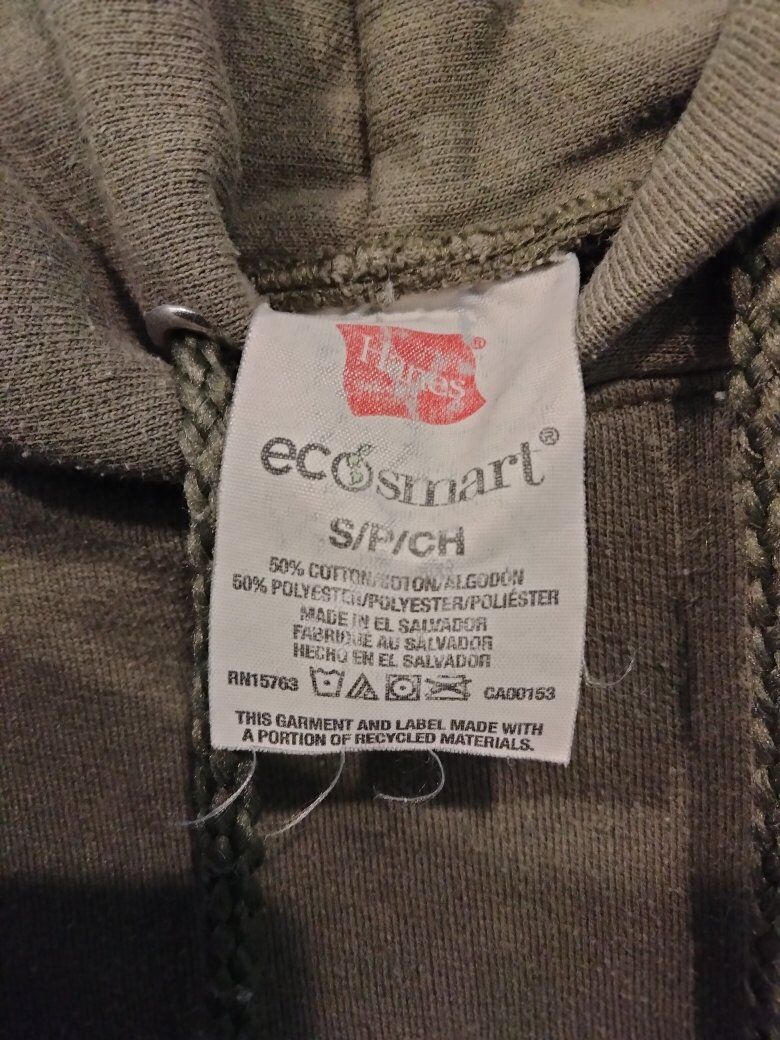 Hanes®
ecosmart®
S/P/CH
50% COTTON/COTON/ALGODÓN
50% POLYESTER/POLYESTER/POLIÉSTER
MADE IN EL SALVADOR
FABRIQUE AU SALVADOR
HECHO EN EL SALVADOR
RN15763 CA00153
THIS GARMENT AND LABEL MADE WITH
A PORTION OF RECYCLED MATERIALS.